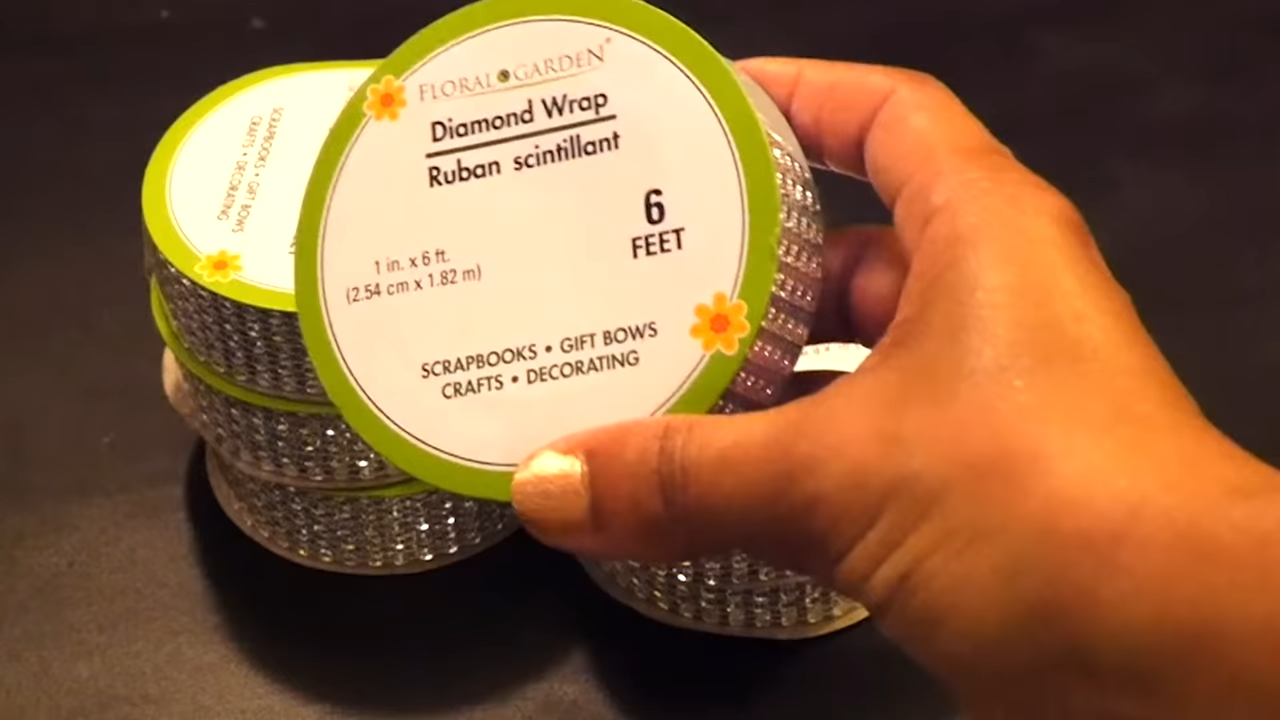 FLORAL GARDEN®
Diamond Wrap
Ruban scintillant
6
FEET
1 in. x 6 ft.
(2.54 cm x 1.82 m)
SCRAPBOOKS • GIFT BOWS
CRAFTS • DECORATING
SCRAPBOOKS • GIFT BOWS
CRAFTS • DECORATING